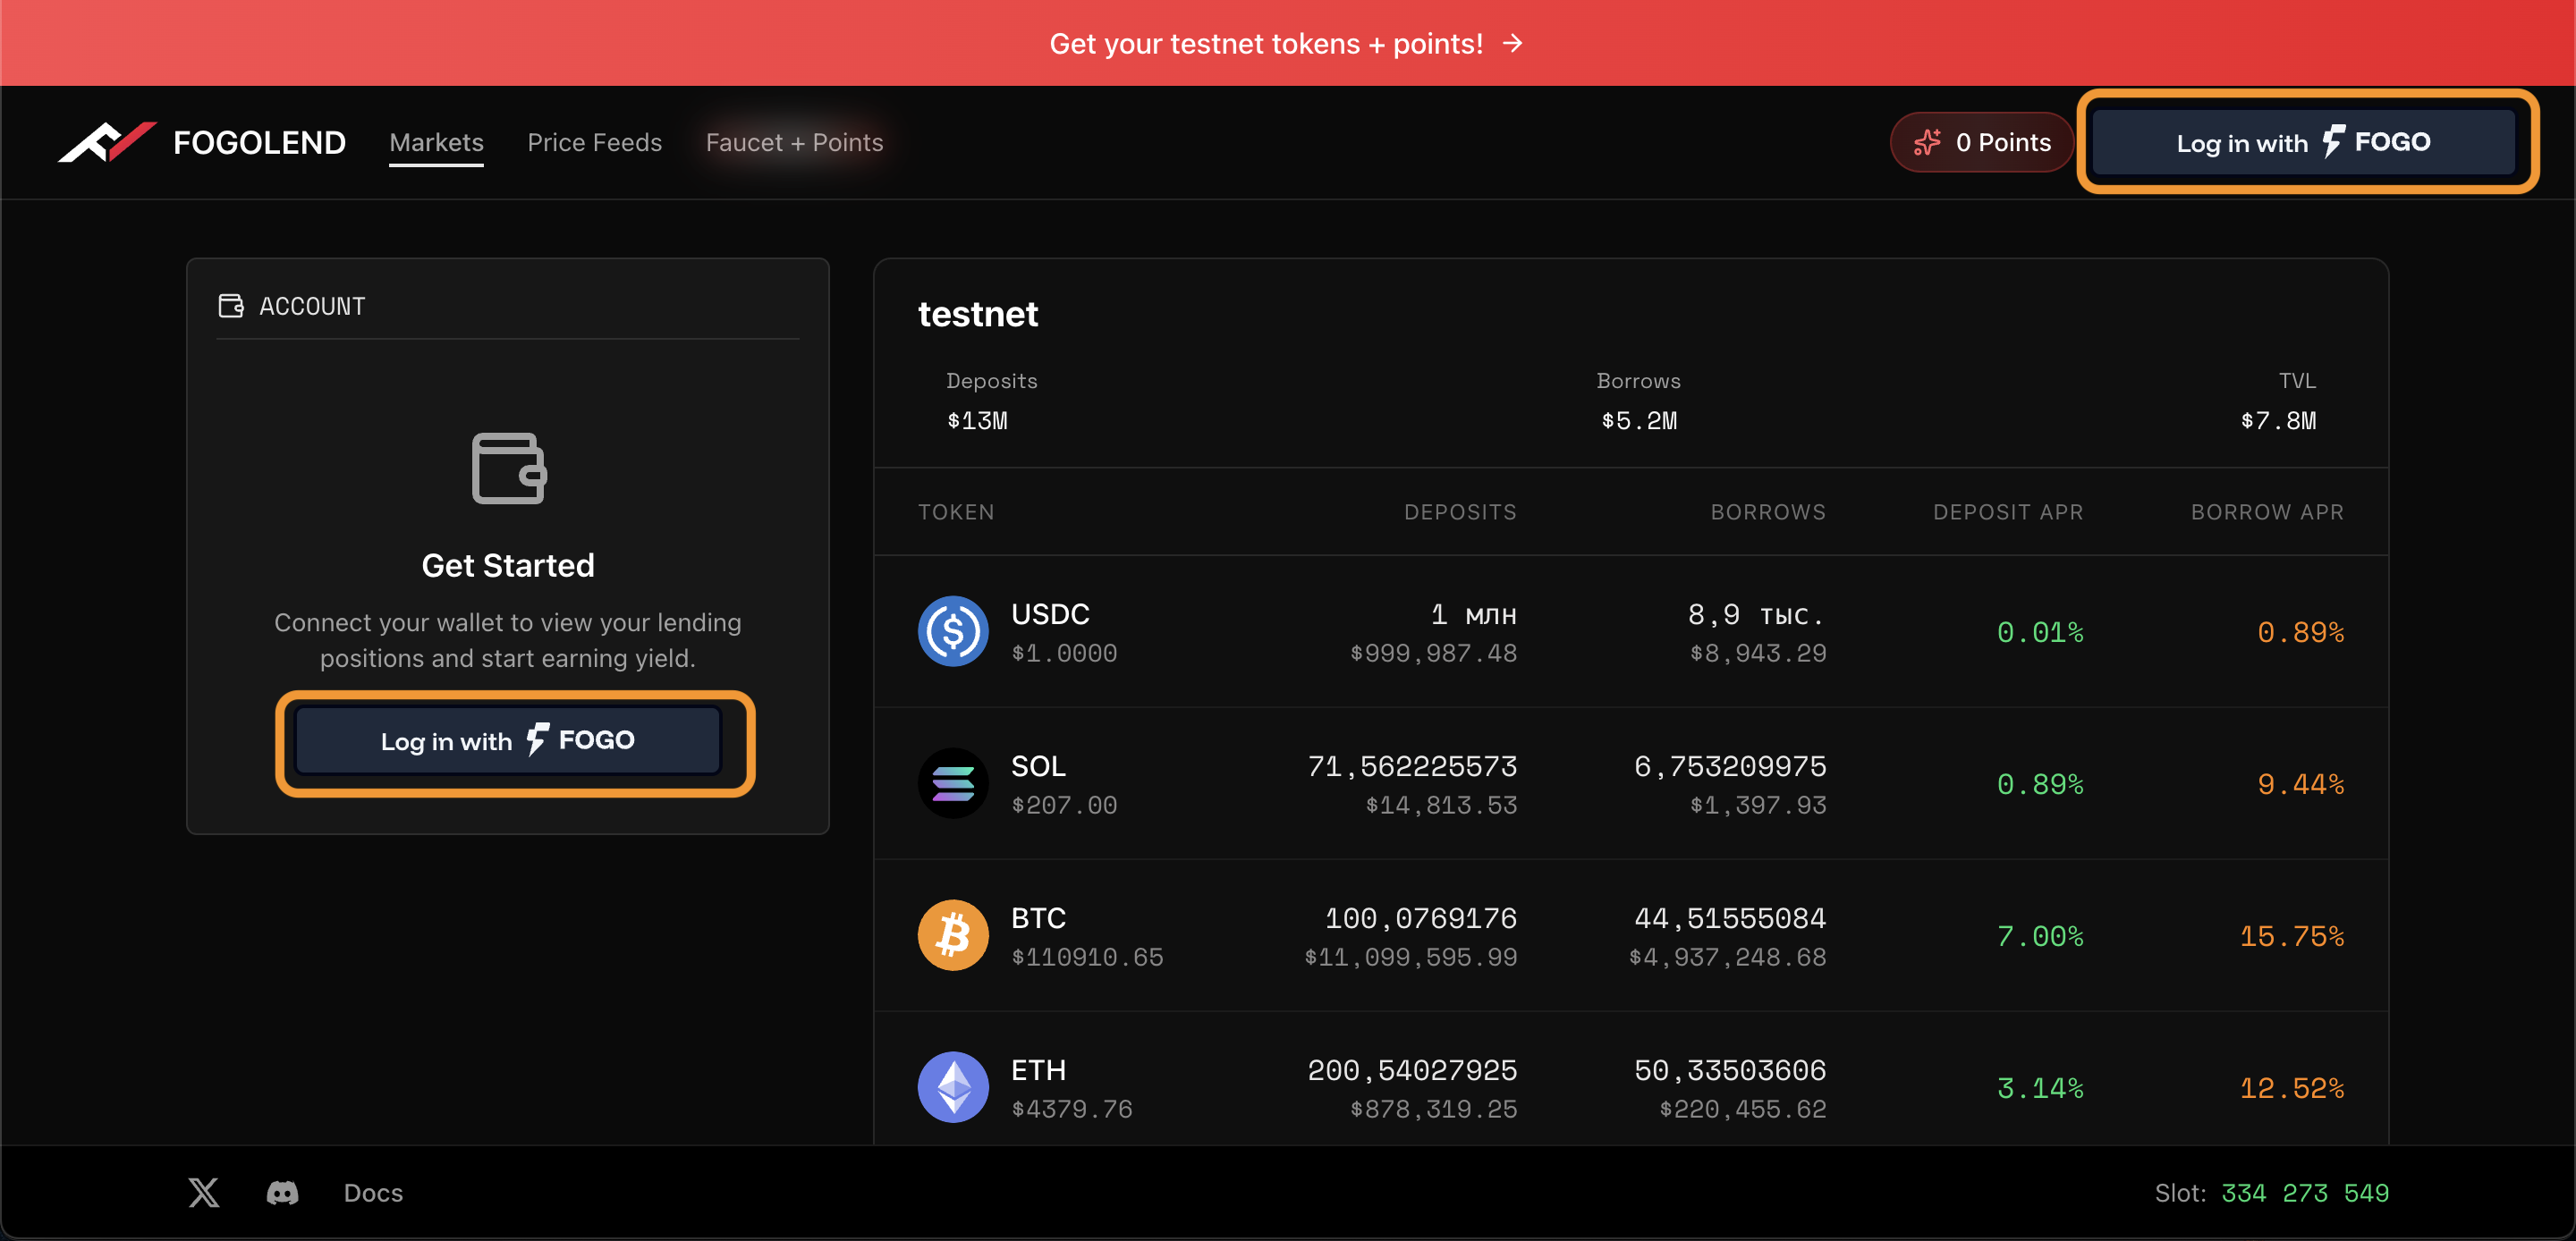 Get your testnet tokens + points! →
FOGOLEND Markets Price Feeds Faucet + Points 0 Points Log in with FOGO
ACCOUNT
Get Started
Connect your wallet to view your lending
positions and start earning yield.
Log in with FOGO
testnet
Deposits Borrows TVL
$13M $5.2M $7.8M
TOKEN DEPOSITS BORROWS DEPOSIT APR BORROW APR
USDC 1 млн 8,9 тыс. 0.01% 0.89%
$1.0000 $999,987.48 $8,943.29
SOL 71,562225573 6,753209975 0.89% 9.44%
$207.00 $14,813.53 $1,397.93
BTC 100,0769176 44,51555084 7.00% 15.75%
$110910.65 $11,099,595.99 $4,937,248.68
ETH 200,54027925 50,33503606 3.14% 12.52%
$4379.76 $878,319.25 $220,455.62
Docs Slot: 334 273 549